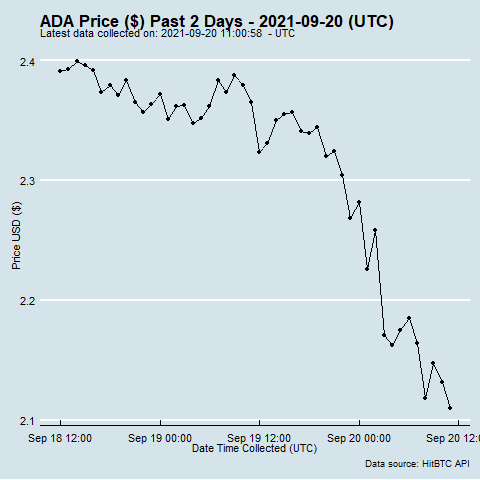 ADA Price ($) Past 2 Days - 2021-09-20 (UTC)
Latest data collected on: 2021-09-20 11:00:58  - UTC
2.4
2.3
Price USD ($)
2.2
2.1
Sep 18 12:00 Sep 19 00:00 Sep 19 12:00 Sep 20 00:00 Sep 20 12:0
Date Time Collected (UTC)
Data source: HitBTC API